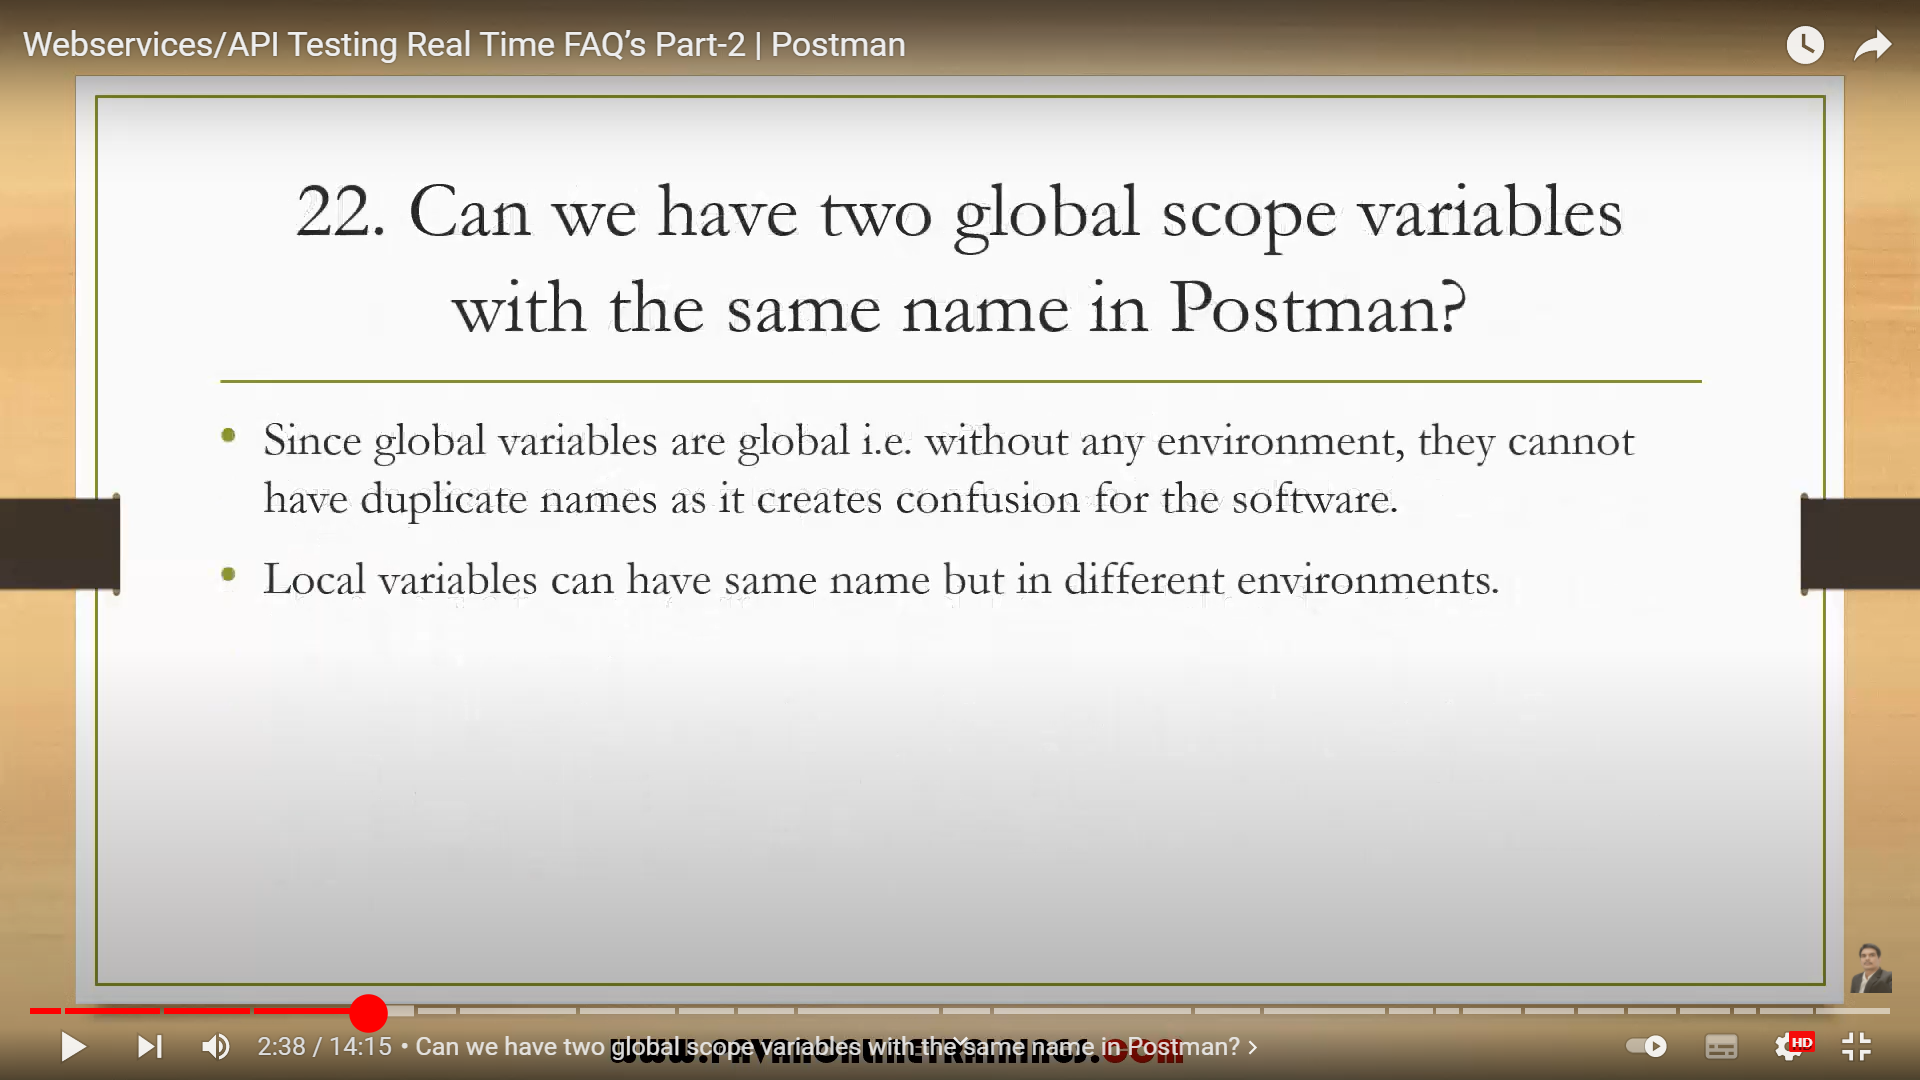 Webservices/API Testing Real Time FAQ’s Part-2 | Postman
22. Can we have two global scope variables
with the same name in Postman?
• Since global variables are global i.e. without any environment, they cannot
have duplicate names as it creates confusion for the software.
• Local variables can have same name but in different environments.
2:38 / 14:15 • Can we have two global scope variables with the same name in Postman? ›
HD